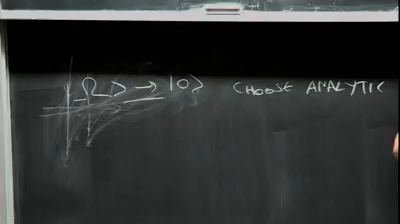 Ω> → |0> CHOOSE ANALYTIC